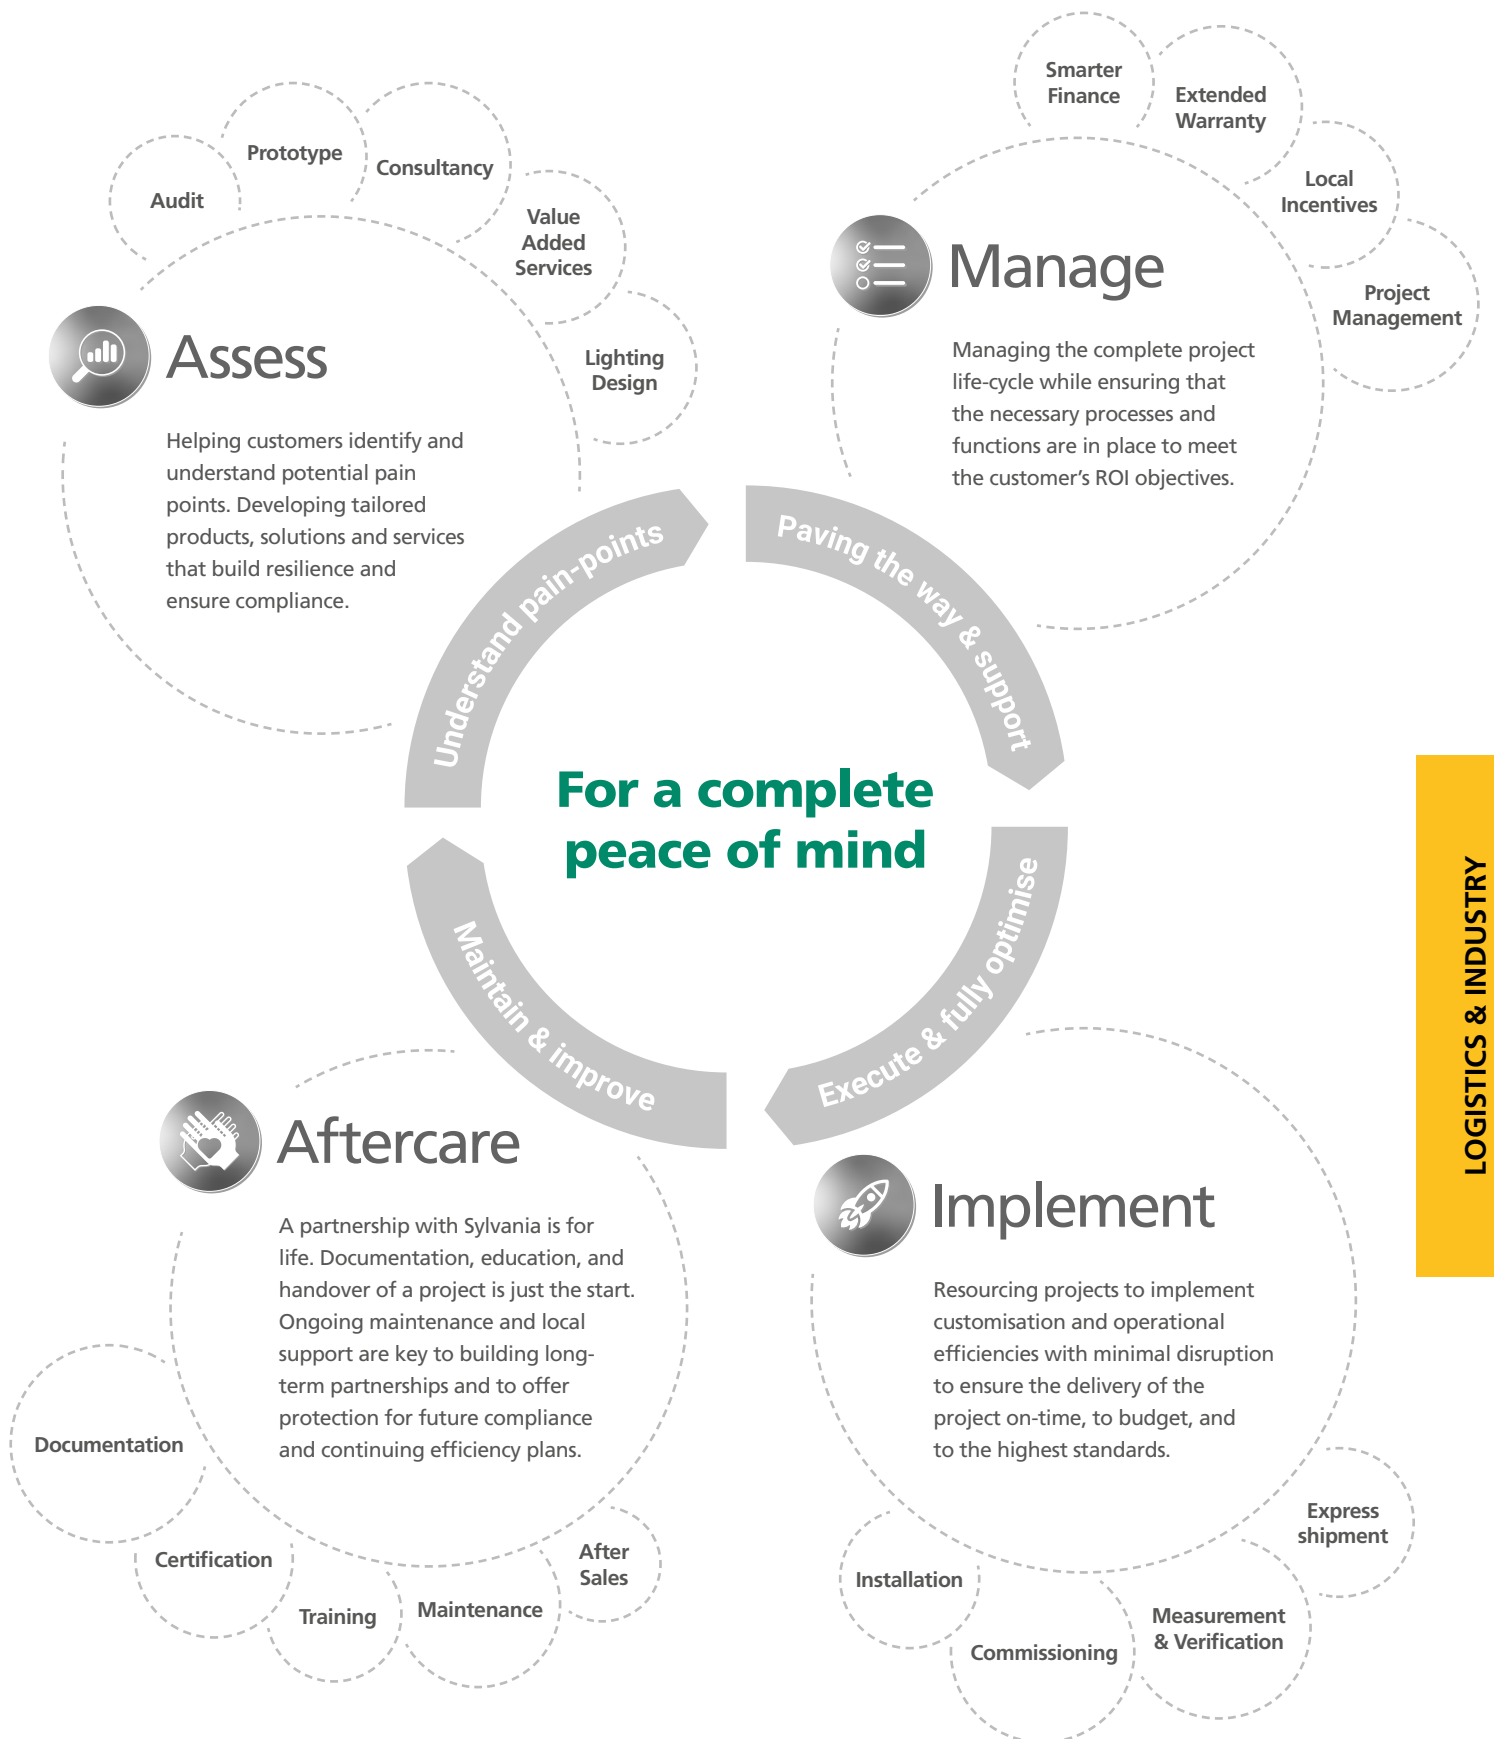 Audit
Prototype
Consultancy
Value
Added
Services
Lighting
Design
Assess
Helping customers identify and
understand potential pain
points. Developing tailored
products, solutions and services
that build resilience and
ensure compliance.
Smarter
Finance
Extended
Warranty
Local
Incentives
Project
Management
Manage
Managing the complete project
life-cycle while ensuring that
the necessary processes and
functions are in place to meet
the customer’s ROI objectives.
Understand pain-points
Paving the way & support
For a complete
peace of mind
Maintain & improve
Execute & fully optimise
LOGISTICS & INDUSTRY
Aftercare
A partnership with Sylvania is for
life. Documentation, education, and
handover of a project is just the start.
Ongoing maintenance and local
support are key to building long-
term partnerships and to offer
protection for future compliance
and continuing efficiency plans.
Documentation
Certification
Training
Maintenance
After
Sales
Implement
Resourcing projects to implement
customisation and operational
efficiencies with minimal disruption
to ensure the delivery of the
project on-time, to budget, and
to the highest standards.
Installation
Commissioning
Measurement
& Verification
Express
shipment